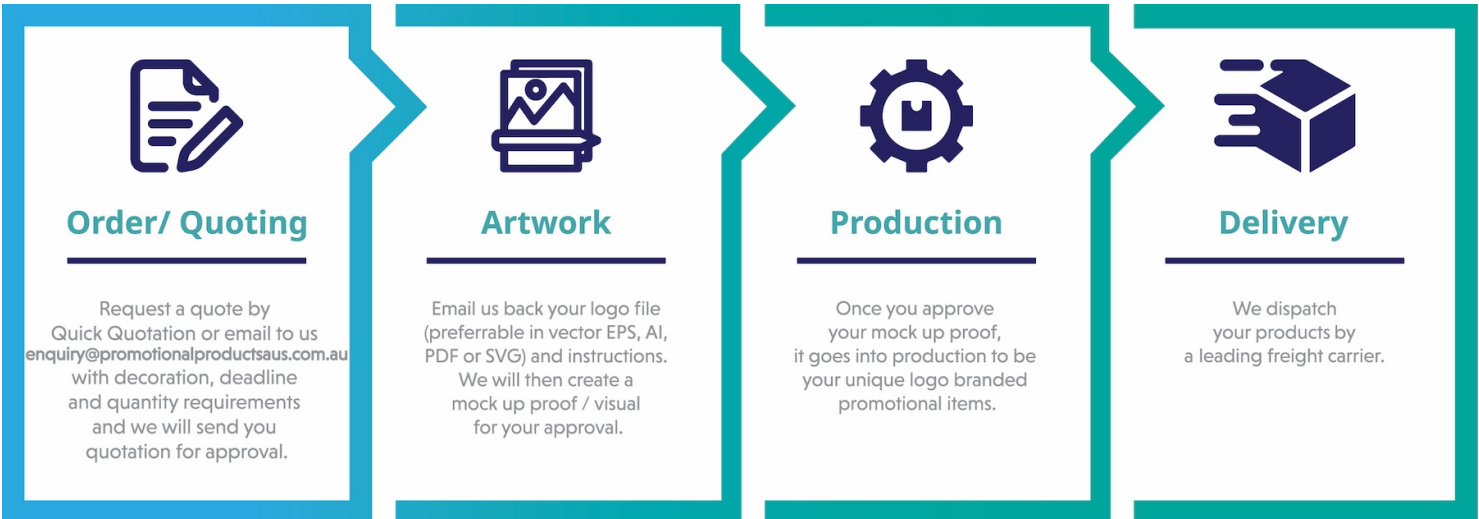 Order/ Quoting
Request a quote by
Quick Quotation or email to us
enquiry@promotionalproductsaus.com.au
with decoration, deadline
and quantity requirements
and we will send you
quotation for approval.
Artwork
Email us back your logo file
(preferrable in vector EPS, AI,
PDF or SVG) and instructions.
We will then create a
mock up proof / visual
for your approval.
Production
Once you approve
your mock up proof,
it goes into production to be
your unique logo branded
promotional items.
Delivery
We dispatch
your products by
a leading freight carrier.